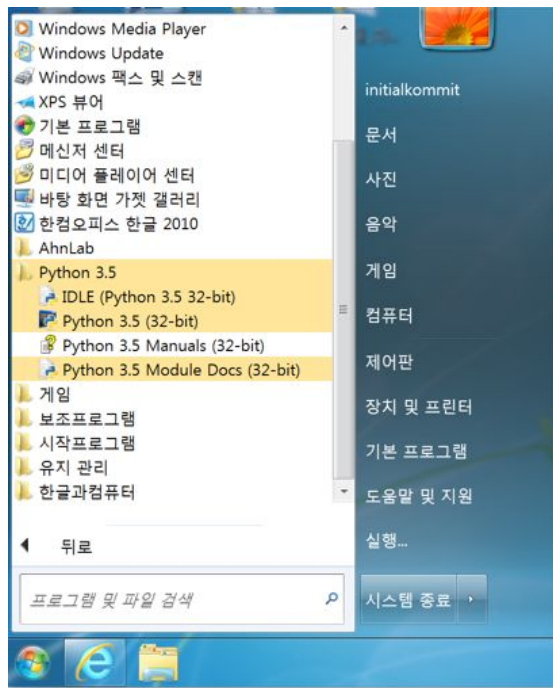 Windows Media Player
Windows Update
Windows 팩스 및 스캔
XPS 뷰어
기본 프로그램
메신저 센터
미디어 플레이어 센터
바탕 화면 가젯 갤러리
한컴오피스 한글 2010
AhnLab
Python 3.5
IDLE (Python 3.5 32-bit)
Python 3.5 (32-bit)
Python 3.5 Manuals (32-bit)
Python 3.5 Module Docs (32-bit)
게임
보조프로그램
시작프로그램
유지 관리
한글과컴퓨터
뒤로
프로그램 및 파일 검색
initialkommit
문서
사진
음악
게임
컴퓨터
제어판
장치 및 프린터
기본 프로그램
도움말 및 지원
실행...
시스템 종료